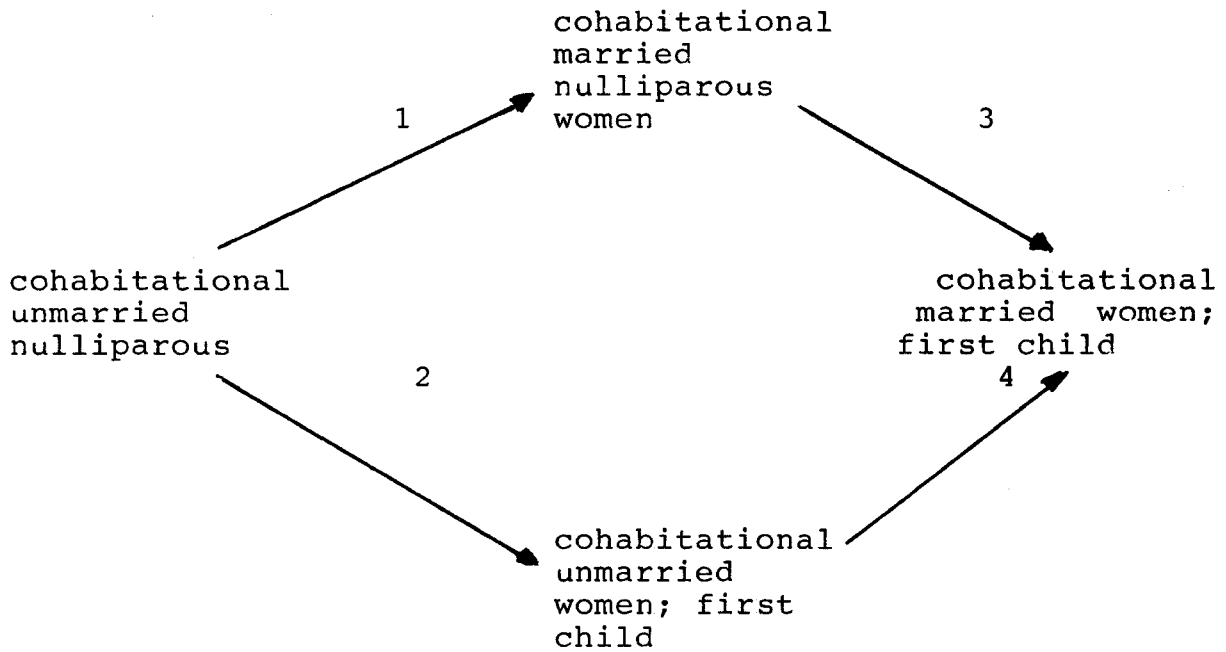 cohabitational
married
nulliparous
women
1
3
cohabitational
unmarried
nulliparous
cohabitational
married women;
first child
2
4
cohabitational
unmarried
women; first
child